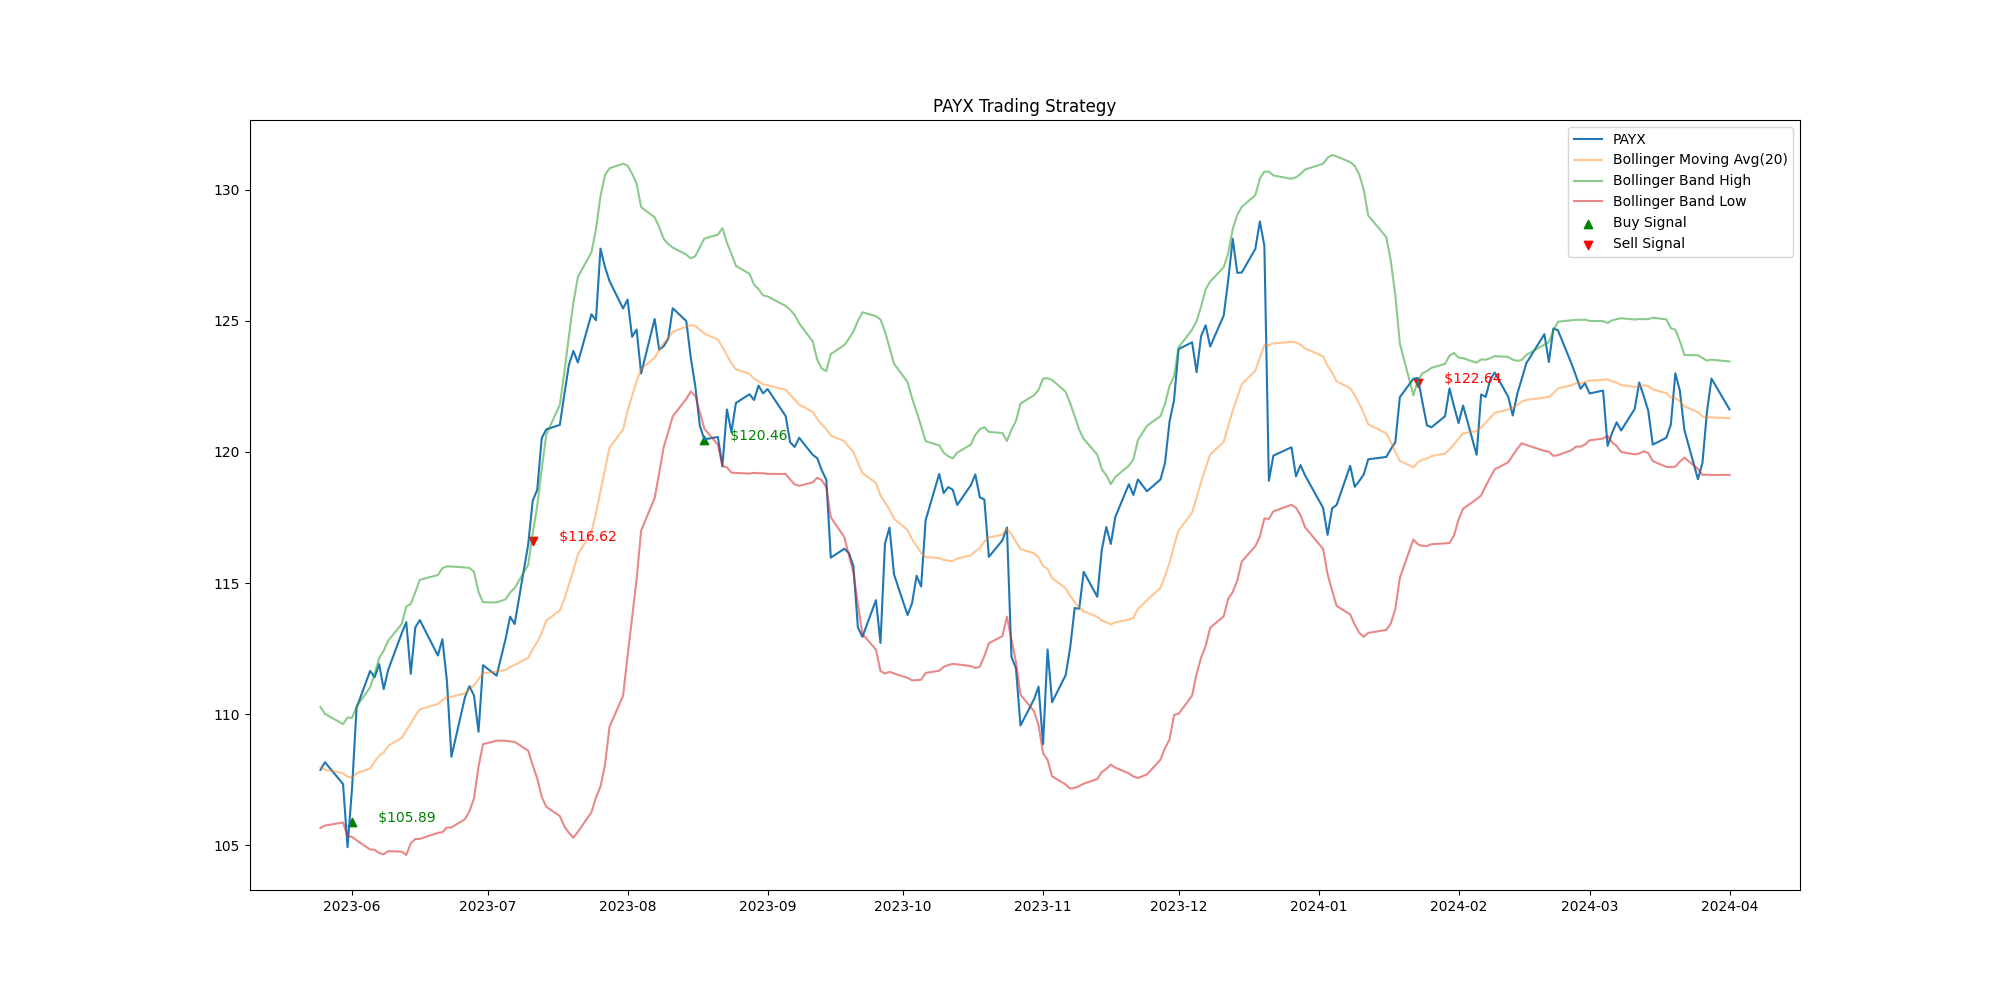 PAYX Trading Strategy
PAYX
Bollinger Moving Avg(20)
Bollinger Band High
Bollinger Band Low
Buy Signal
Sell Signal
130
125
120
115
110
105
$122.64
$120.46
$116.62
$105.89
2023-06 2023-07 2023-08 2023-09 2023-10 2023-11 2023-12 2024-01 2024-02 2024-03 2024-04